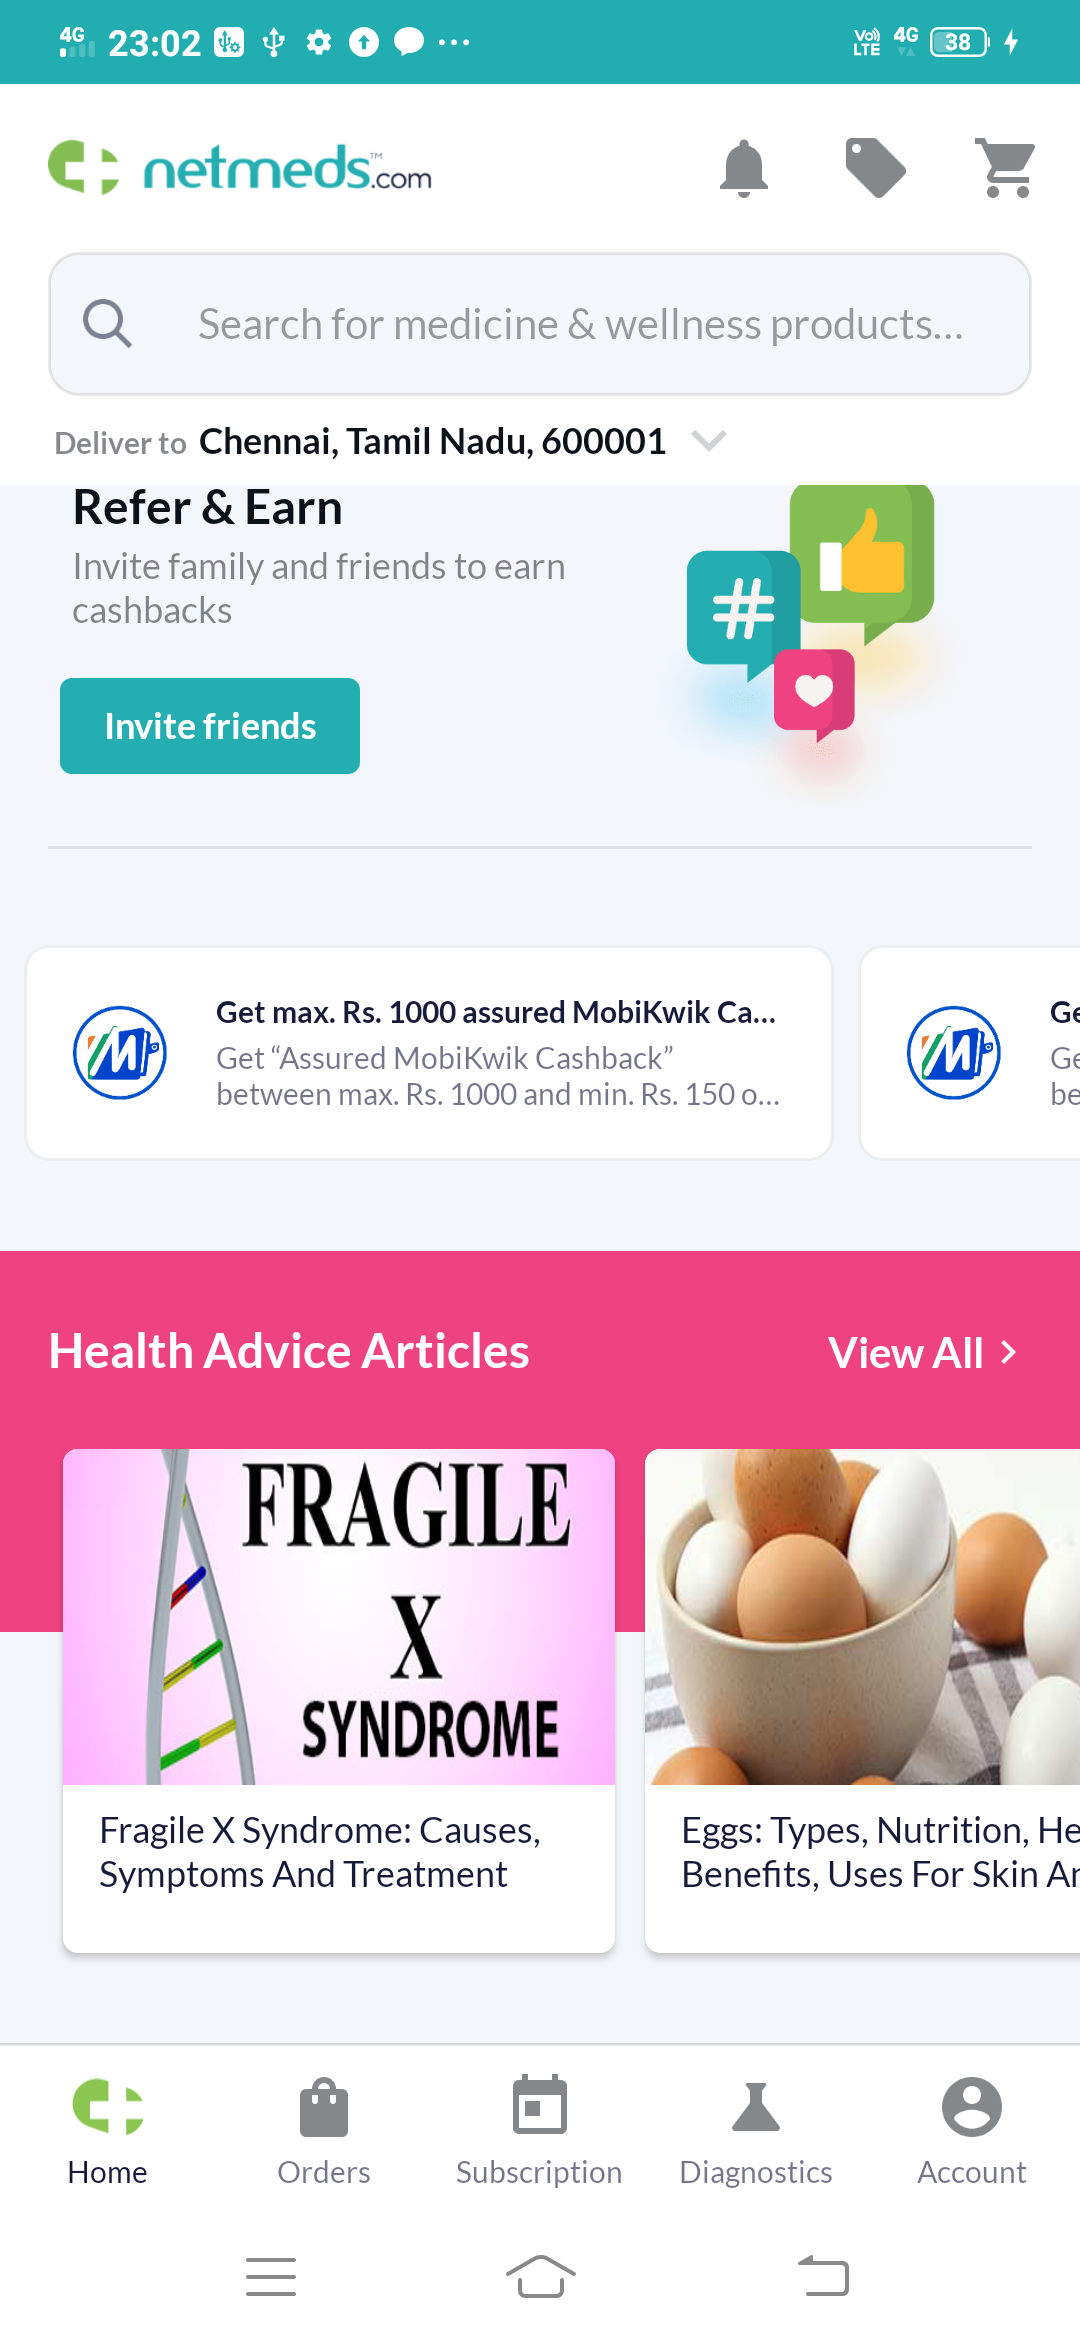 4G 23:02 VoLTE 4G 38
netmeds.com™
Search for medicine & wellness products...
Deliver to Chennai, Tamil Nadu, 600001
Refer & Earn
Invite family and friends to earn
cashbacks
#
Invite friends
Get max. Rs. 1000 assured MobiKwik Ca...
Get “Assured MobiKwik Cashback”
between max. Rs. 1000 and min. Rs. 150 o...
Ge
Ge
be
Health Advice Articles
View All
FRAGILE
X
SYNDROME
Fragile X Syndrome: Causes,
Symptoms And Treatment
Eggs: Types, Nutrition, He
Benefits, Uses For Skin Ar
Home
Orders
Subscription
Diagnostics
Account